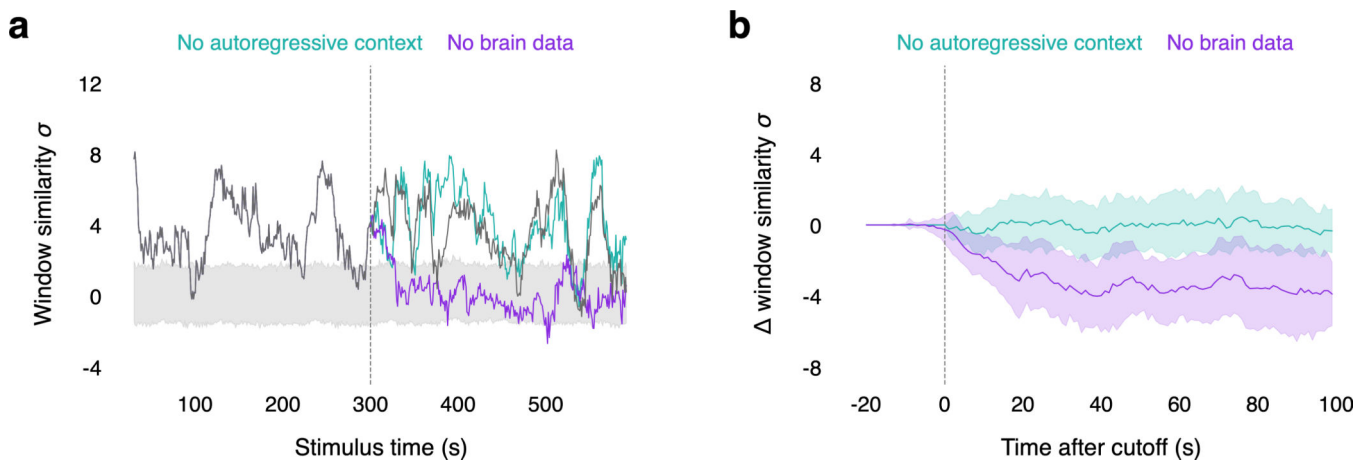 a
No autoregressive context No brain data
Window similarity σ
12
8
4
0
-4
100 200 300 400 500
Stimulus time (s)
b
No autoregressive context No brain data
Δ window similarity σ
8
4
0
-4
-8
-20 0 20 40 60 80 100
Time after cutoff (s)